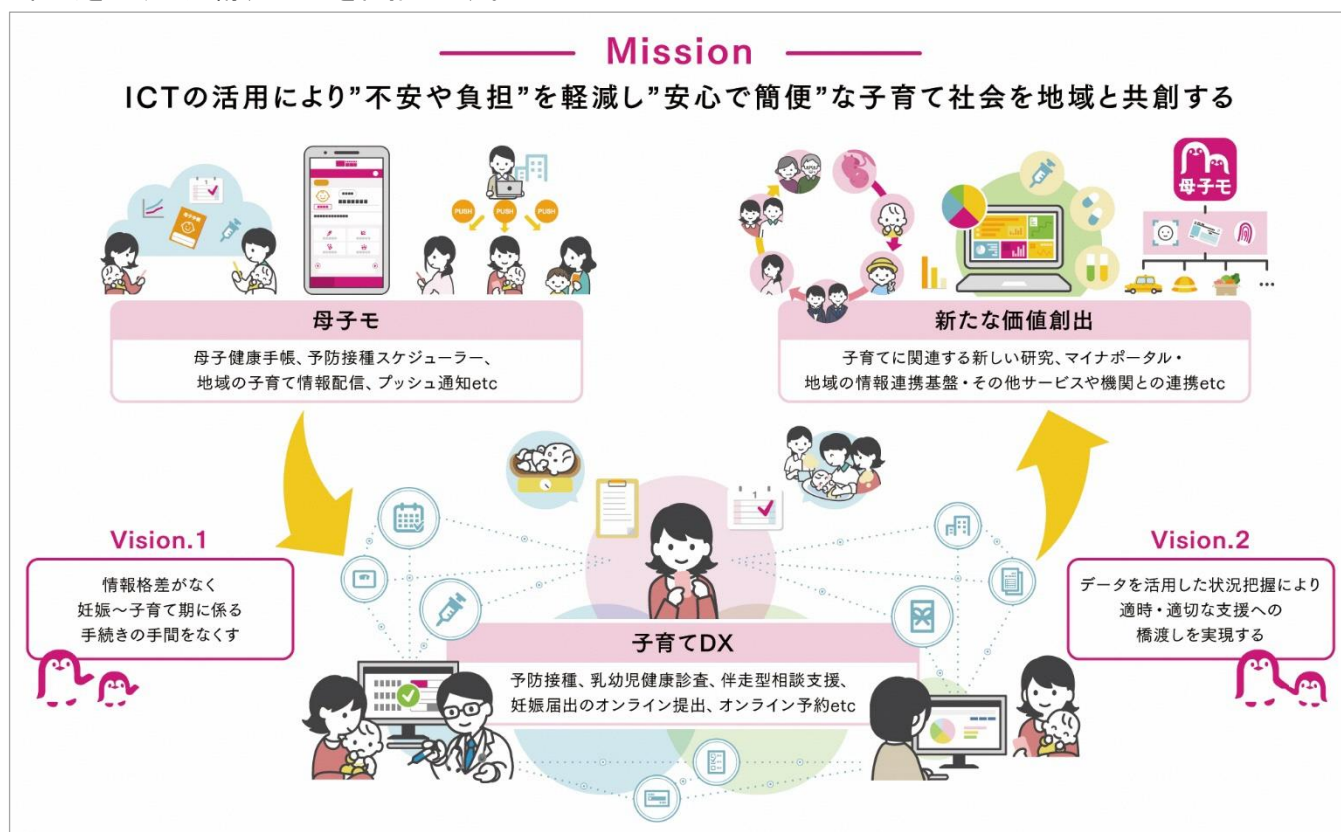 Mission
ICTの活用により”不安や負担”を軽減し”安心で簡便”な子育て社会を地域と共創する
PUSH
PUSH
PUSH
母子手帳
1
母子モ
母子モ
母子健康手帳、予防接種スケジューラー、
地域の子育て情報配信、プッシュ通知etc
新たな価値創出
子育てに関連する新しい研究、マイナポータル・
地域の情報連携基盤・その他サービスや機関との連携etc
1
Vision.1
情報格差がなく
妊娠〜子育て期に係る
手続きの手間をなくす
Vision.2
データを活用した状況把握により
適時・適切な支援への
橋渡しを実現する
子育てDX
予防接種、乳幼児健康診査、伴走型相談支援、
妊娠届出のオンライン提出、オンライン予約etc